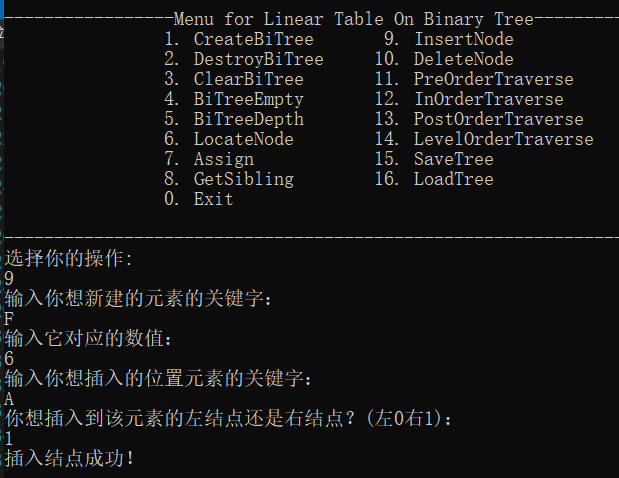 -----------------Menu for Linear Table On Binary Tree---------
1. CreateBiTree 9. InsertNode
2. DestroyBiTree 10. DeleteNode
3. ClearBiTree 11. PreOrderTraverse
4. BiTreeEmpty 12. InOrderTraverse
5. BiTreeDepth 13. PostOrderTraverse
6. LocateNode 14. LevelOrderTraverse
7. Assign 15. SaveTree
8. GetSibling 16. LoadTree
0. Exit
--------------------------------------------------------------
选择你的操作:
9
输入你想新建的元素的关键字：
F
输入它对应的数值：
6
输入你想插入的位置元素的关键字：
A
你想插入到该元素的左结点还是右结点？(左0右1)：
1
插入结点成功！